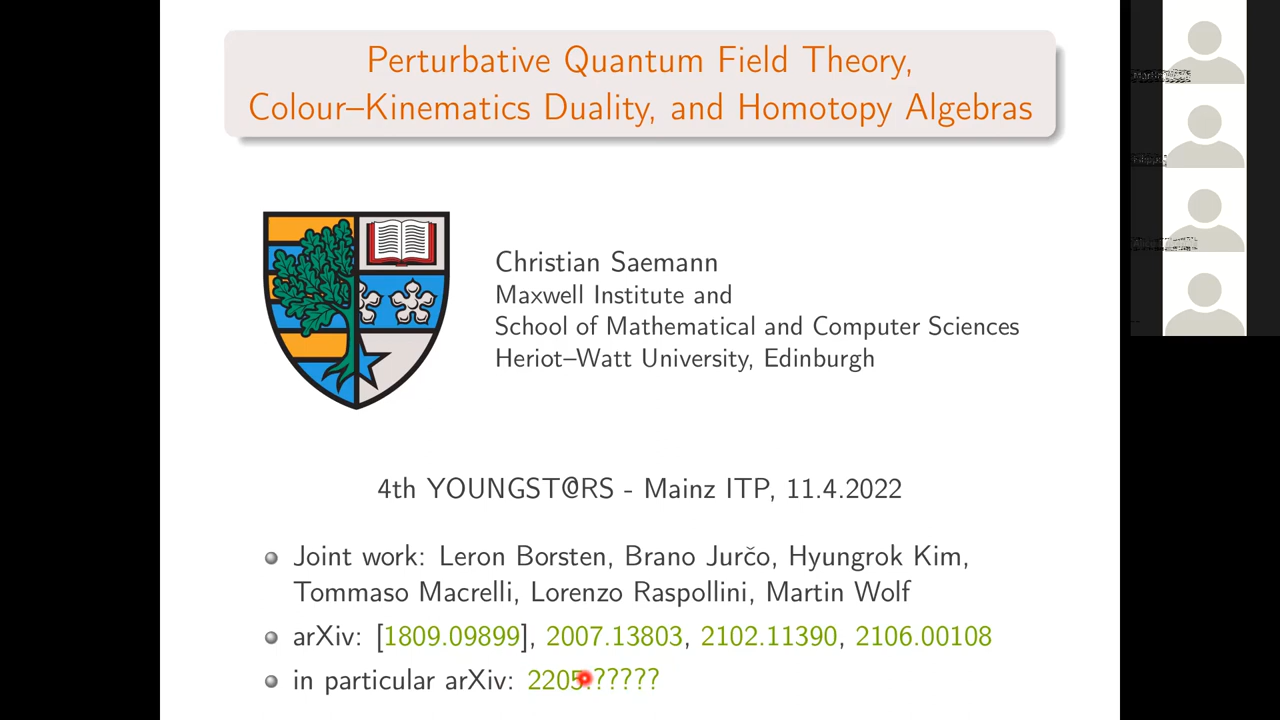 Perturbative Quantum Field Theory,
Colour–Kinematics Duality, and Homotopy Algebras
Christian Saemann
Maxwell Institute and
School of Mathematical and Computer Sciences
Heriot–Watt University, Edinburgh
4th YOUNGST@RS - Mainz ITP, 11.4.2022
Joint work: Leron Borsten, Brano Jurčo, Hyungrok Kim,
Tommaso Macrelli, Lorenzo Raspollini, Martin Wolf
arXiv: [1809.09899], 2007.13803, 2102.11390, 2106.00108
in particular arXiv: 2205.?????